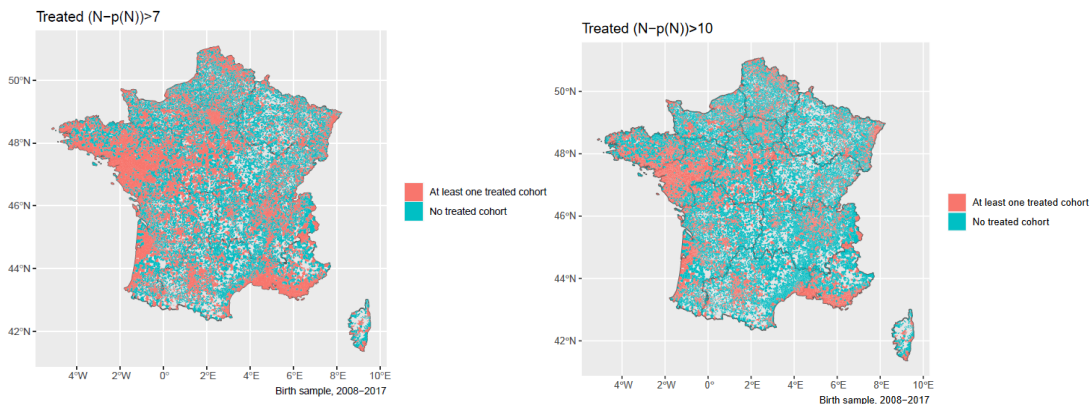 Treated (N−p(N))>7
50°N
48°N
46°N
44°N
42°N
4°W
2°W
0°
2°E
4°E
6°E
8°E
10°E
At least one treated cohort
No treated cohort
Birth sample, 2008−2017
Treated (N−p(N))>10
50°N
48°N
46°N
44°N
42°N
4°W
2°W
0°
2°E
4°E
6°E
8°E
10°E
At least one treated cohort
No treated cohort
Birth sample, 2008−2017